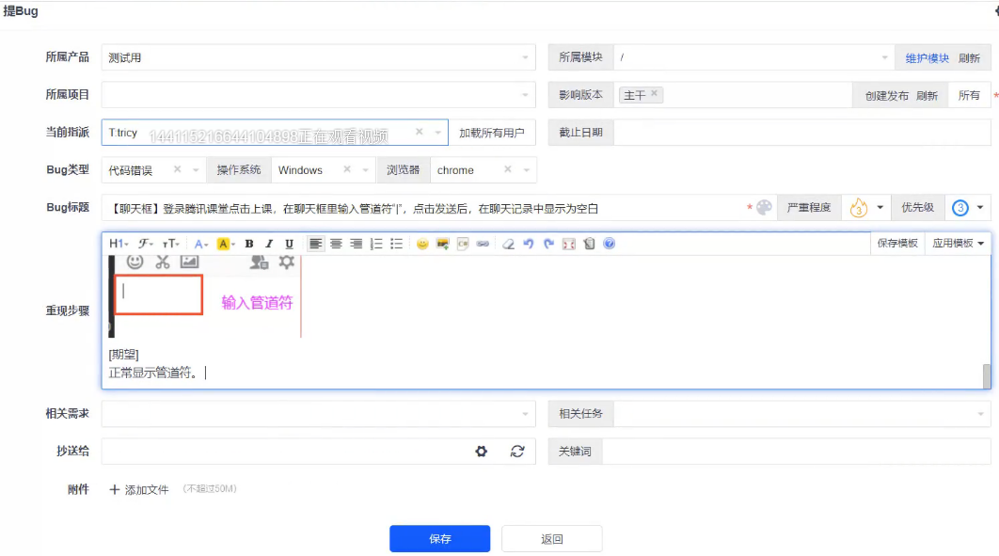 提Bug
所属产品 测试用 所属模块 / 维护模块 刷新
所属项目 影响版本 主干 × 创建发布 刷新 所有 *
当前指派 T:tricy × 加载所有用户 截止日期
144115216644104898正在观看视频
Bug类型 代码错误 × 操作系统 Windows × 浏览器 chrome ×
Bug标题 【聊天框】登录腾讯课堂点击上课，在聊天框里输入管道符"|"，点击发送后，在聊天记录中显示为空白 * 严重程度 3 优先级 3
H1 F тT A A B I U 保存模板 应用模板
输入管道符
重现步骤
[期望]
正常显示管道符。
相关需求 相关任务
抄送给 关键词
附件 + 添加文件 (不超过50M)
保存 返回